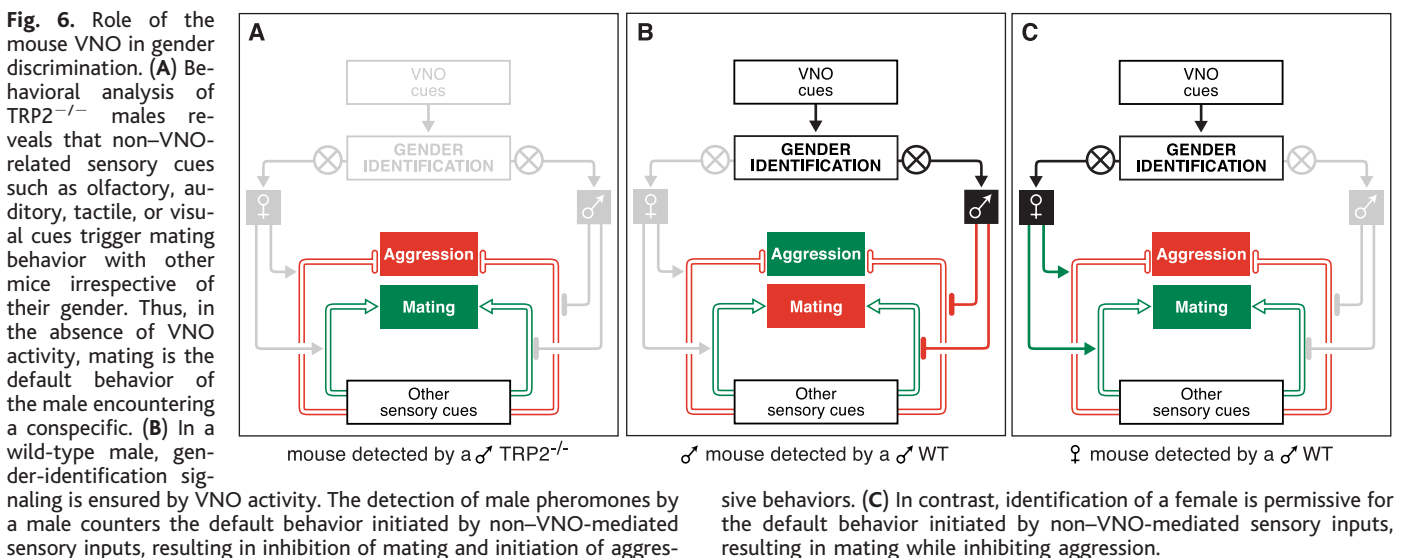 Fig. 6. Role of the
mouse VNO in gender
discrimination. (A) Be-
havioral analysis of
TRP2−/− males re-
veals that non–VNO-
related sensory cues
such as olfactory, au-
ditory, tactile, or visu-
al cues trigger mating
behavior with other
mice irrespective of
their gender. Thus, in
the absence of VNO
activity, mating is the
default behavior of
the male encountering
a conspecific. (B) In a
wild-type male, gen-
der-identification sig-
naling is ensured by VNO activity. The detection of male pheromones by
a male counters the default behavior initiated by non–VNO-mediated
sensory inputs, resulting in inhibition of mating and initiation of aggres-
sive behaviors. (C) In contrast, identification of a female is permissive for
the default behavior initiated by non–VNO-mediated sensory inputs,
resulting in mating while inhibiting aggression.
A
VNO
cues
GENDER
IDENTIFICATION
♀
♂
Aggression
Mating
Other
sensory cues
mouse detected by a ♂ TRP2-/-
B
VNO
cues
GENDER
IDENTIFICATION
♀
♂
Aggression
Mating
Other
sensory cues
♂ mouse detected by a ♂ WT
C
VNO
cues
GENDER
IDENTIFICATION
♀
♂
Aggression
Mating
Other
sensory cues
♀ mouse detected by a ♂ WT